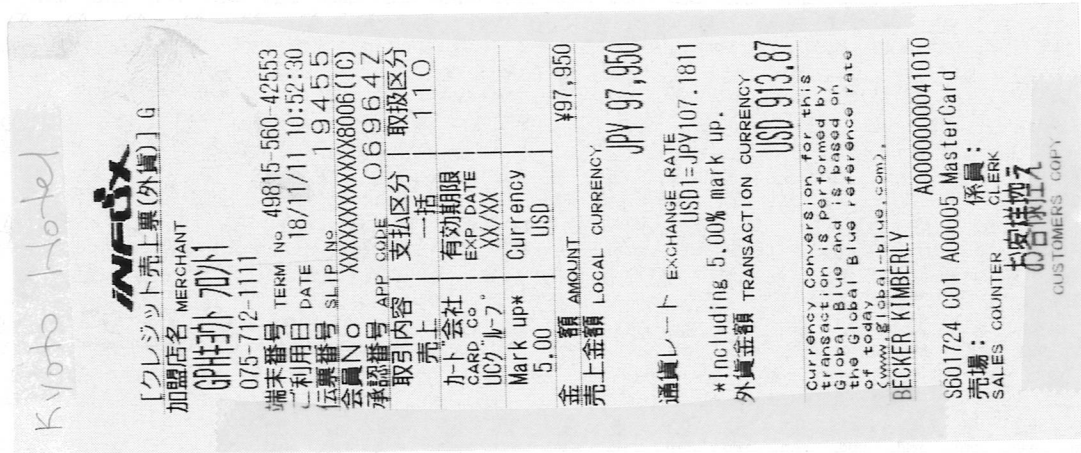 Kyoto Hotel
INFOX
[クレジット売上票(外貨)] G
加盟店名 MERCHANT
GPHキヨウト フロント1
075-712-1111
端末番号 TERM No 49815-560-42553
ご利用日 DATE 18/11/11 10:52:30
伝票番号 SLIP No 19455
会員No XXXXXXXXXXXX8006(IC)
承認番号 APP CODE 069647
取引内容 支払区分 取扱区分
売上 一括 110
カード会社 有効期限
CARD CO EXP DATE
UCグループ XX/XX
Mark up* Currency
5.00 USD
金額 AMOUNT ¥97,950
売上金額 LOCAL CURRENCY
JPY 97,950
通貨レート EXCHANGE RATE
USD1=JPY107.1811
*Including 5.00% mark up.
外貨金額 TRANSACTION CURRENCY
USD 913.87
Currency Conversion for this
transaction is performed by
Global Blue and is based on
the Global Blue reference rate
of today
(www.global-blue.com).
BECKER KIMBERLY
A0000000041010
S601724 C01 A00005 MasterCard
売場: 係員:
SALES COUNTER CLERK
お客様控え
CUSTOMERS COPY